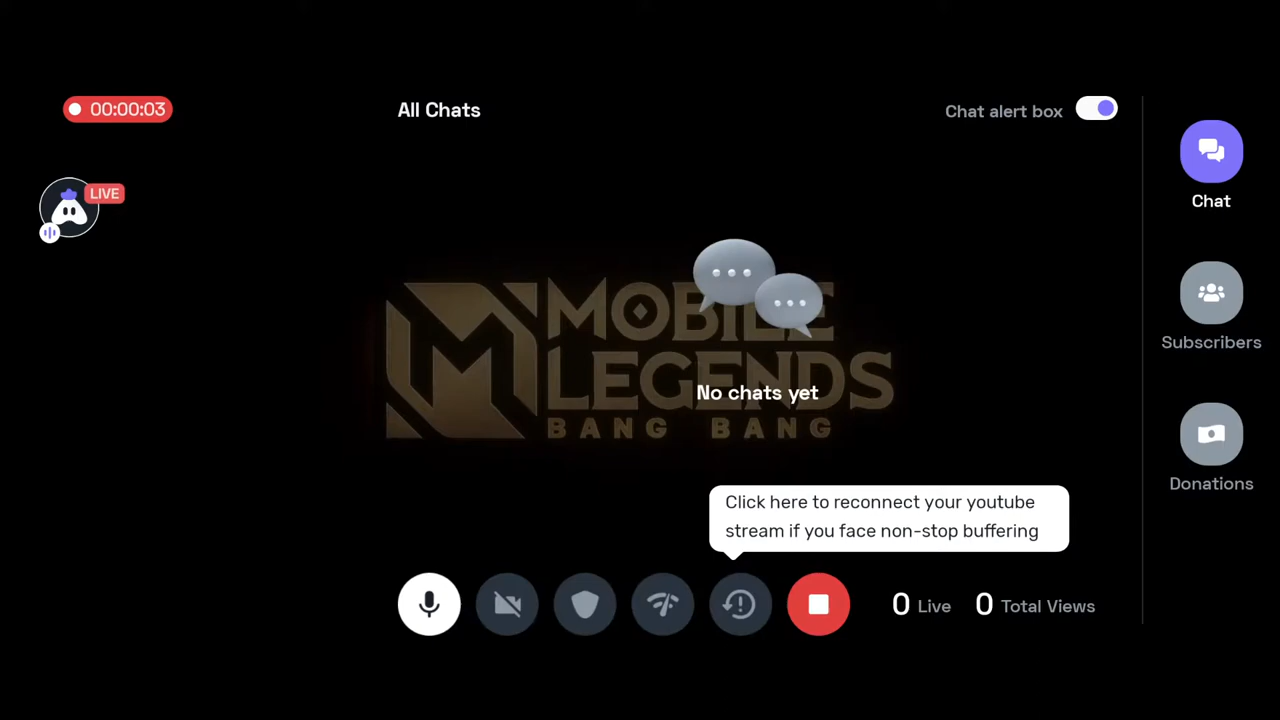 00:00:03
All Chats
Chat alert box
LIVE
Chat
MOBILE
LEGENDS
BANG BANG
No chats yet
Subscribers
Donations
Click here to reconnect your youtube
stream if you face non-stop buffering
0 Live 0 Total Views